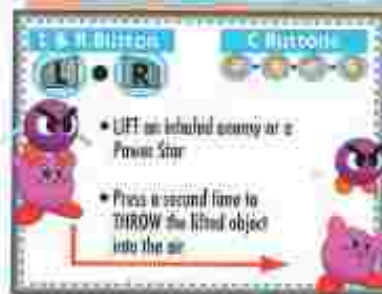 L & R Button
C Buttons
L • R
• LIFT an inhaled enemy or a
Power Star
• Press a second time to
THROW the lifted object
into the air